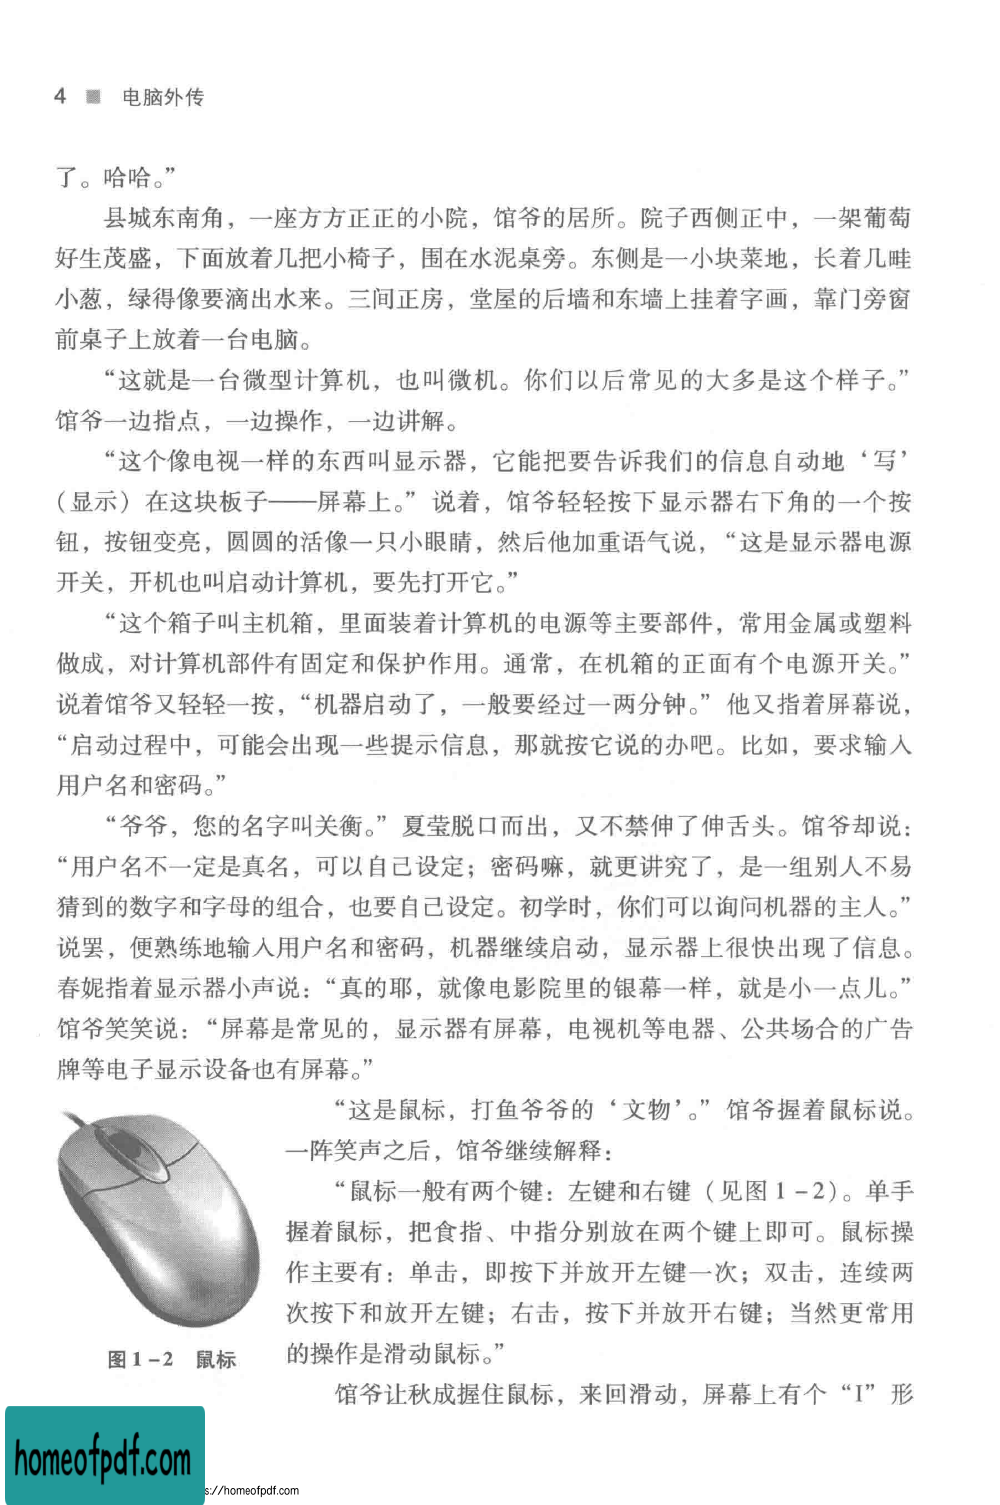 4 ■ 电脑外传
了。哈哈。”
县城东南角，一座方方正正的小院，馆爷的居所。院子西侧正中，一架葡萄
好生茂盛，下面放着几把小椅子，围在水泥桌旁。东侧是一小块菜地，长着几畦
小葱，绿得像要滴出水来。三间正房，堂屋的后墙和东墙上挂着字画，靠门旁窗
前桌子上放着一台电脑。
“这就是一台微型计算机，也叫微机。你们以后常见的大多是这个样子。”
馆爷一边指点，一边操作，一边讲解。
“这个像电视一样的东西叫显示器，它能把要告诉我们的信息自动地‘写’
（显示）在这块板子——屏幕上。”说着，馆爷轻轻按下显示器右下角的一个按
钮，按钮变亮，圆圆的活像一只小眼睛，然后他加重语气说，“这是显示器电源
开关，开机也叫启动计算机，要先打开它。”
“这个箱子叫主机箱，里面装着计算机的电源等主要部件，常用金属或塑料
做成，对计算机部件有固定和保护作用。通常，在机箱的正面有个电源开关。”
说着馆爷又轻轻一按，“机器启动了，一般要经过一两分钟。”他又指着屏幕说，
“启动过程中，可能会出现一些提示信息，那就按它说的办吧。比如，要求输入
用户名和密码。”
“爷爷，您的名字叫关衡。”夏莹脱口而出，又不禁伸了伸舌头。馆爷却说：
“用户名不一定是真名，可以自己设定；密码嘛，就更讲究了，是一组别人不易
猜到的数字和字母的组合，也要自己设定。初学时，你们可以询问机器的主人。”
说罢，便熟练地输入用户名和密码，机器继续启动，显示器上很快出现了信息。
春妮指着显示器小声说：“真的耶，就像电影院里的银幕一样，就是小一点儿。”
馆爷笑笑说：“屏幕是常见的，显示器有屏幕，电视机等电器、公共场合的广告
牌等电子显示设备也有屏幕。”
“这是鼠标，打鱼爷爷的‘文物’。”馆爷握着鼠标说。
一阵笑声之后，馆爷继续解释：
“鼠标一般有两个键：左键和右键（见图1-2）。单手
握着鼠标，把食指、中指分别放在两个键上即可。鼠标操
作主要有：单击，即按下并放开左键一次；双击，连续两
次按下和放开左键；右击，按下并放开右键；当然更常用
的操作是滑动鼠标。”
图1-2 鼠标
馆爷让秋成握住鼠标，来回滑动，屏幕上有个“I”形
homeofpdf.com
s://homeofpdf.com